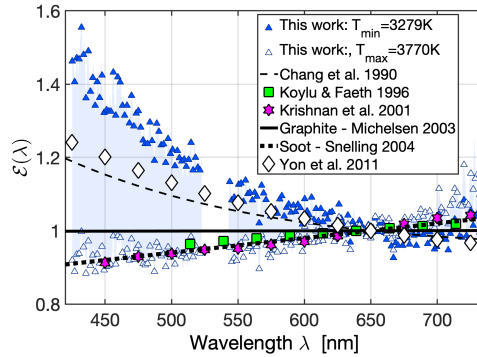 1.6
1.4
1.2
1
0.8
ℰ(λ)
This work: Tmin=3279K
This work:, Tmax=3770K
Chang et al. 1990
Koylu & Faeth 1996
Krishnan et al. 2001
Graphite - Michelsen 2003
Soot - Snelling 2004
Yon et al. 2011
450 500 550 600 650 700
Wavelength λ [nm]